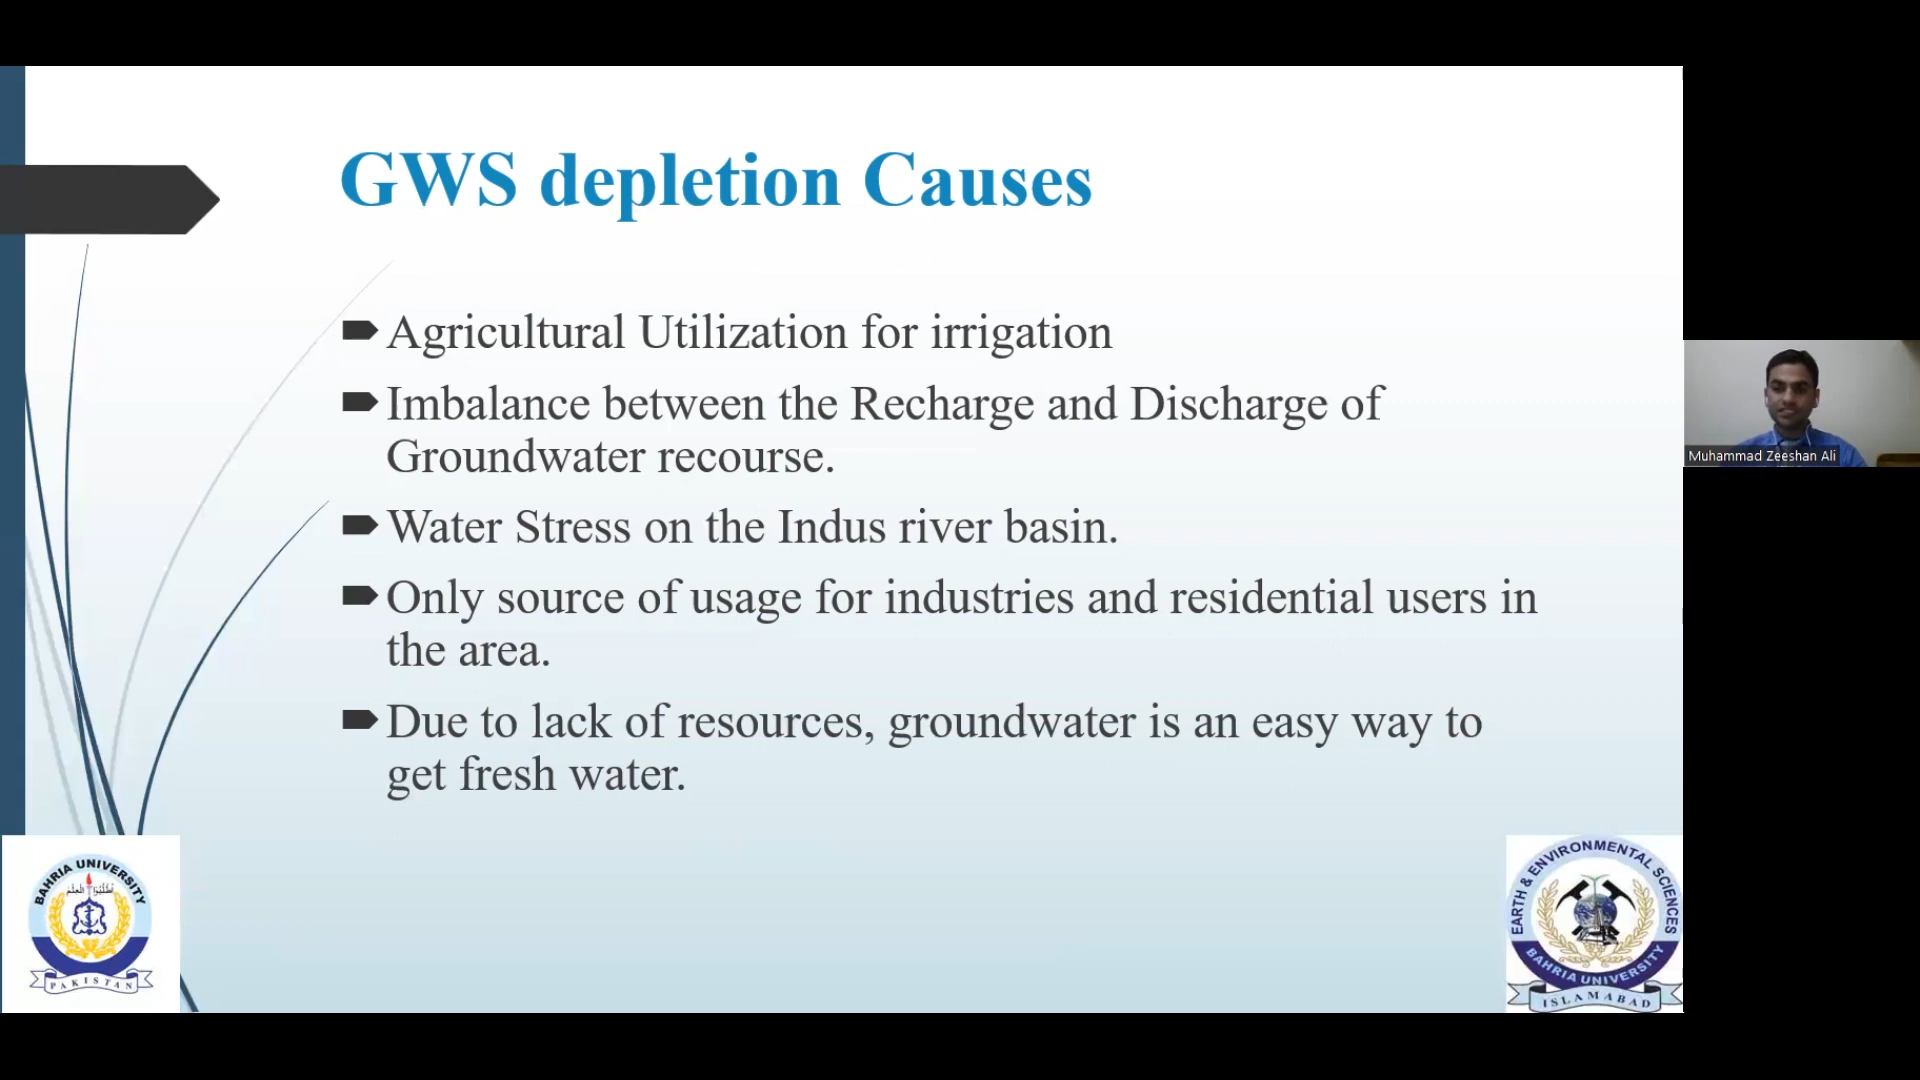 GWS depletion Causes
Agricultural Utilization for irrigation
Imbalance between the Recharge and Discharge of
Groundwater recourse.
Water Stress on the Indus river basin.
Only source of usage for industries and residential users in
the area.
Due to lack of resources, groundwater is an easy way to
get fresh water.
Muhammad Zeeshan Ali
BAHRIA UNIVERSITY
PAKISTAN
EARTH & ENVIRONMENTAL SCIENCES
BAHRIA UNIVERSITY
ISLAMABAD